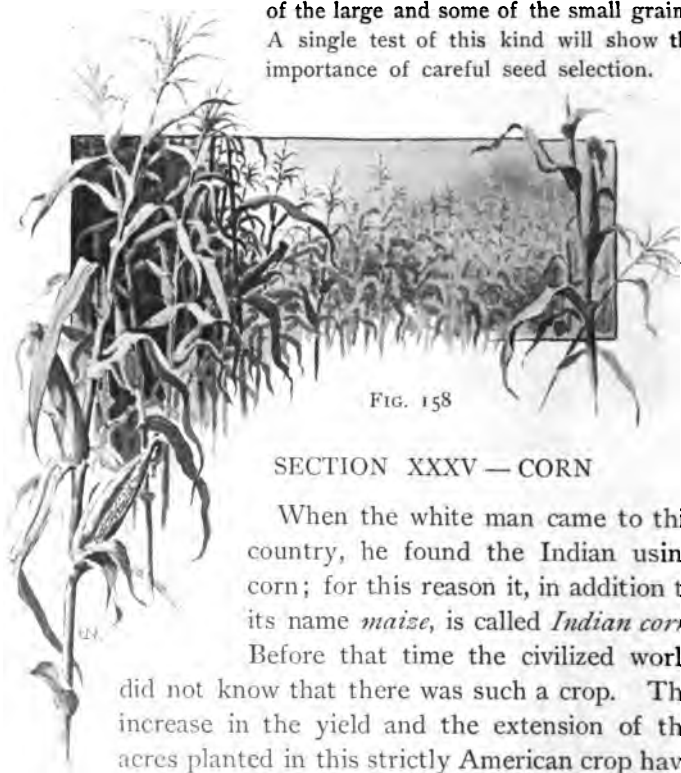 of the large and some of the small grain
A single test of this kind will show t
importance of careful seed selection.
FIG. 158
SECTION XXXV — CORN
When the white man came to thi
country, he found the Indian usin
corn; for this reason it, in addition t
its name maize, is called Indian corn
Before that time the civilized worl
did not know that there was such a crop. Th
increase in the yield and the extension of th
acres planted in this strictly American crop hav